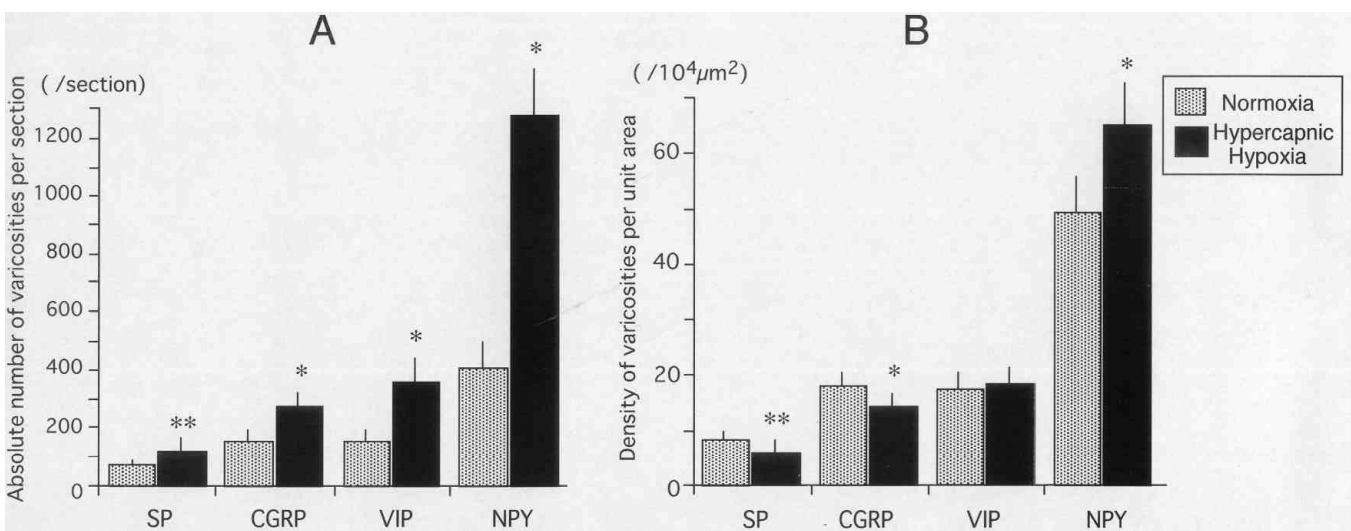 A
( /section)
Absolute number of varicosities per section
1200
1000
800
600
400
200
0
**
*
*
*
SP CGRP VIP NPY
B
( /10⁴µm²)
Density of varicosities per unit area
60
40
20
0
**
*
*
SP CGRP VIP NPY
Normoxia
Hypercapnic
Hypoxia